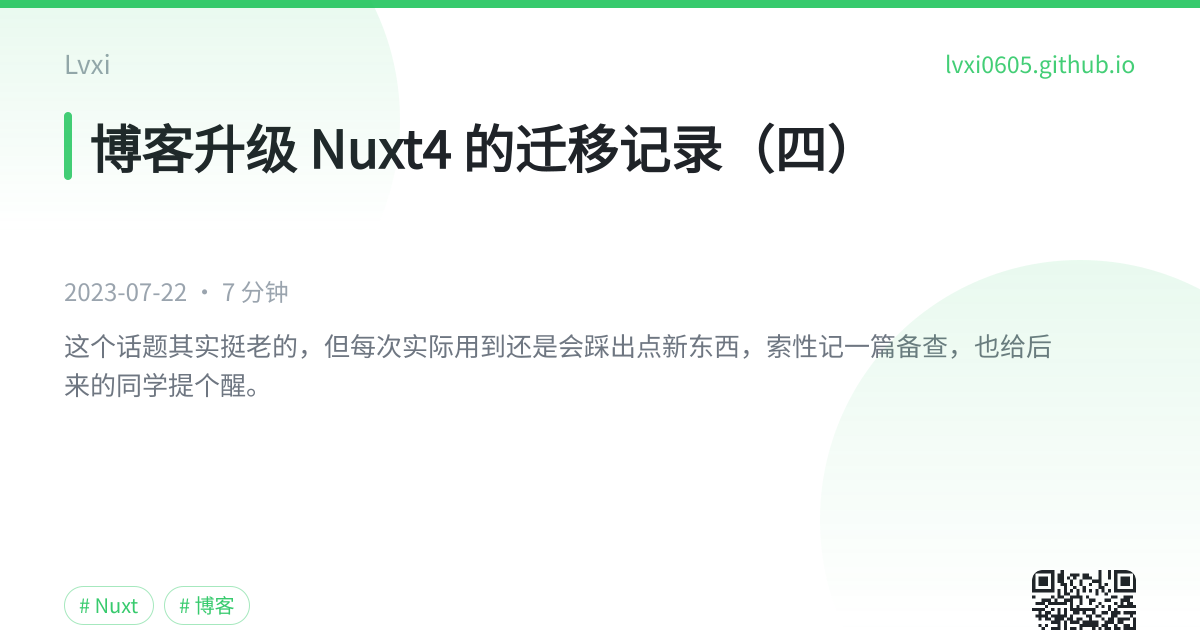 Lvxi
lvxi0605.github.io
博客升级 Nuxt4 的迁移记录（四）
2023-07-22 · 7 分钟
这个话题其实挺老的，但每次实际用到还是会踩出点新东西，索性记一篇备查，也给后
来的同学提个醒。
# Nuxt
# 博客